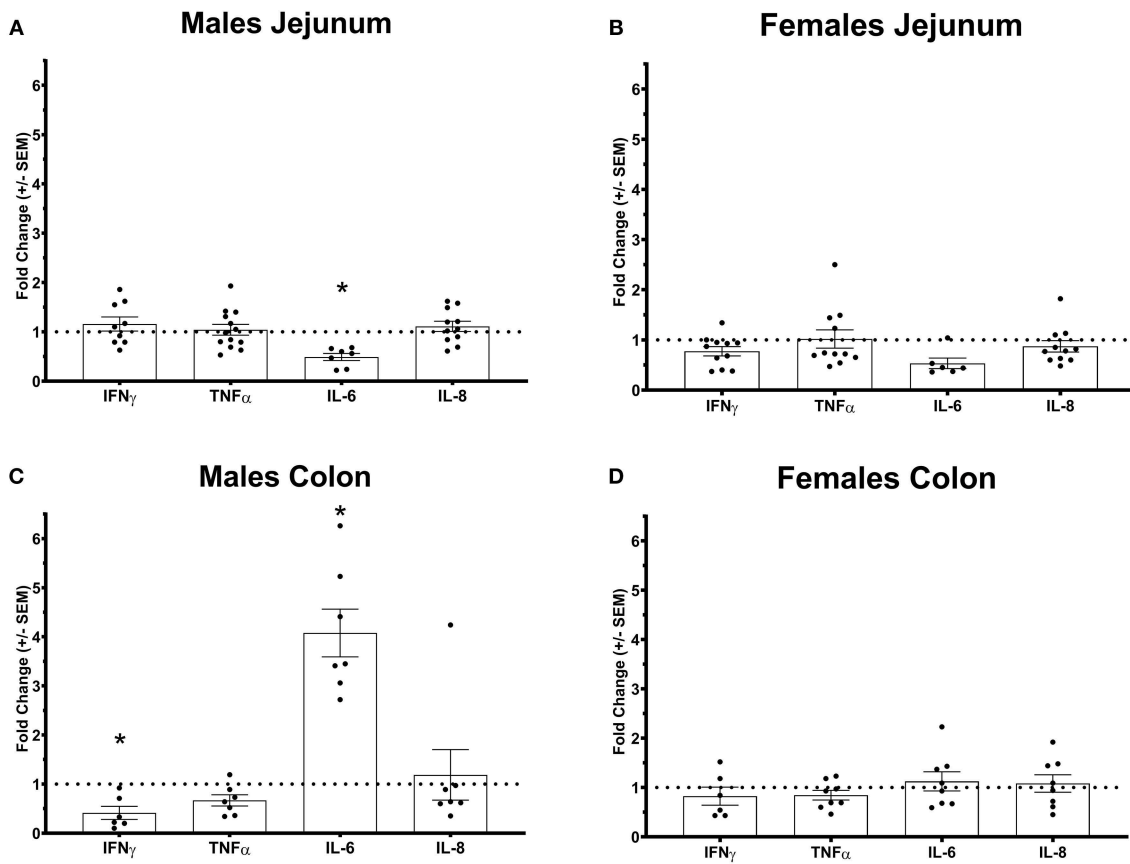 A
Males Jejunum
Fold Change (+/- SEM)
6
5
4
3
2
1
0
*
IFNγ TNFα IL-6 IL-8
B
Females Jejunum
Fold Change (+/- SEM)
6
5
4
3
2
1
0
IFNγ TNFα IL-6 IL-8
C
Males Colon
Fold Change (+/- SEM)
6
5
4
3
2
1
0
*
*
IFNγ TNFα IL-6 IL-8
D
Females Colon
Fold Change (+/- SEM)
6
5
4
3
2
1
0
IFNγ TNFα IL-6 IL-8